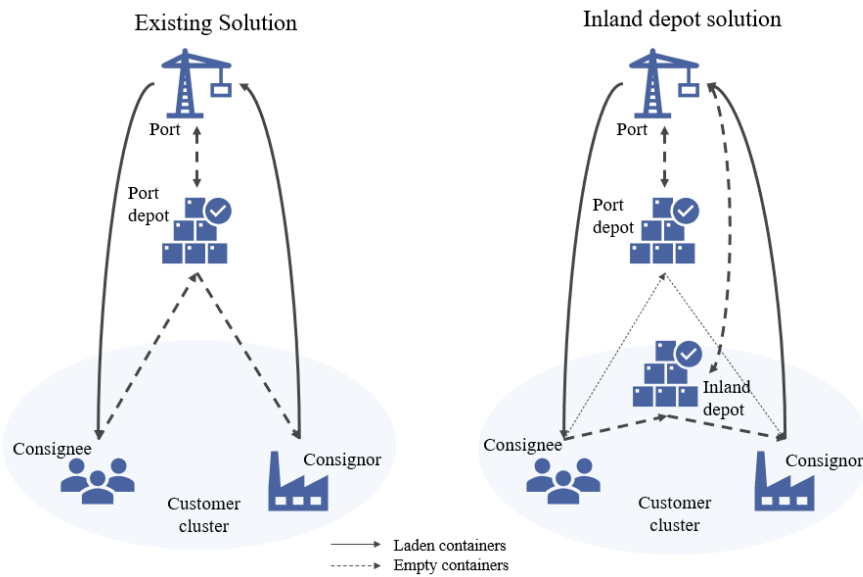 Existing Solution
Port
Port
depot
Consignee
Consignor
Customer
cluster
Inland depot solution
Port
Port
depot
Inland
depot
Consignee
Consignor
Customer
cluster
Laden containers
Empty containers